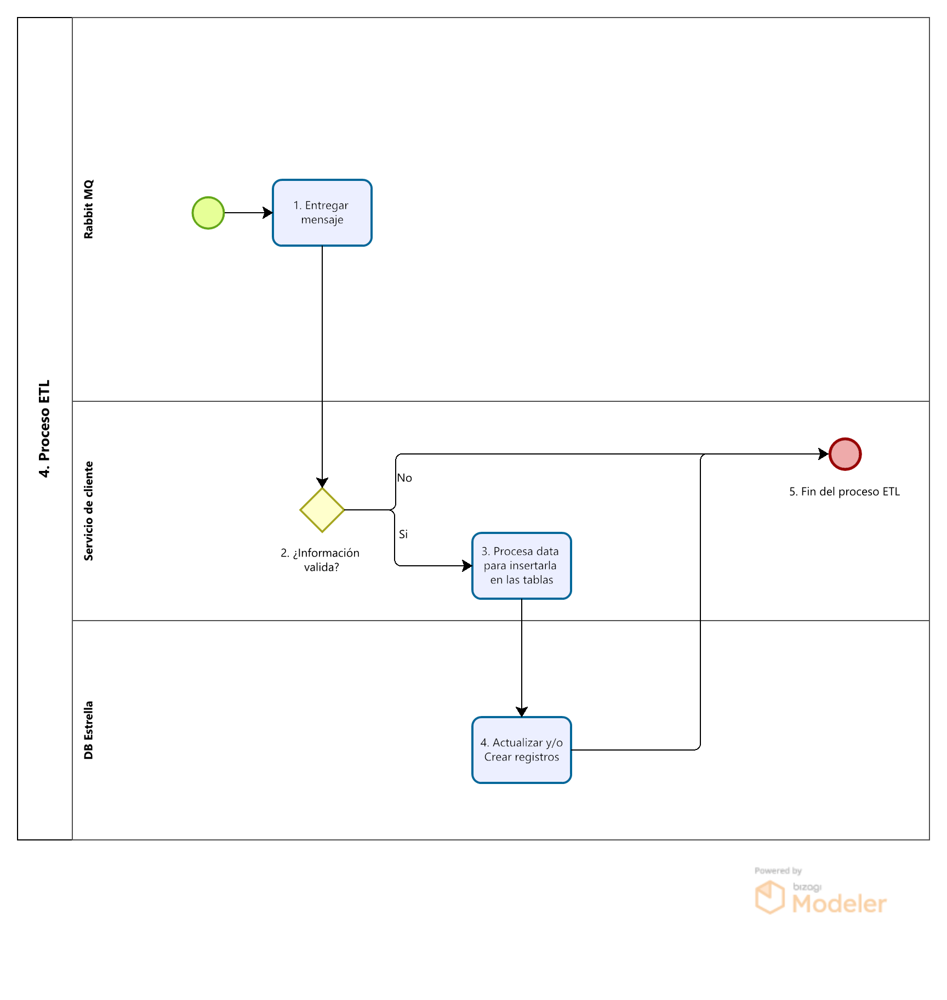 4. Proceso ETL
Rabbit MQ
1. Entregar
mensaje
Servicio de cliente
No
5. Fin del proceso ETL
Si
2. ¿Información
valida?
3. Procesa data
para insertarla
en las tablas
DB Estrella
4. Actualizar y/o
Crear registros
Powered by
bizagi
Modeler